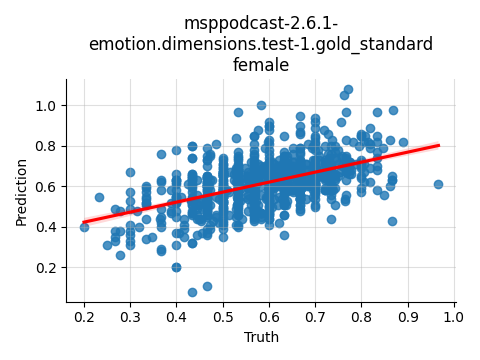 msppodcast-2.6.1-
emotion.dimensions.test-1.gold_standard
female
Prediction
1.0
0.8
0.6
0.4
0.2
0.2 0.3 0.4 0.5 0.6 0.7 0.8 0.9 1.0
Truth